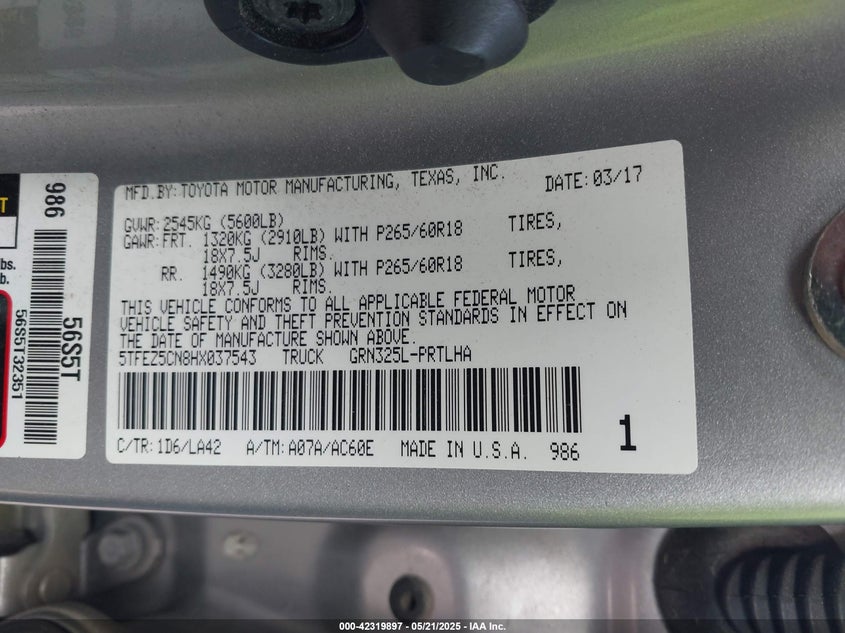 MFD.BY:TOYOTA MOTOR MANUFACTURING, TEXAS, INC. DATE:03/17
GVWR:2545KG (5600LB)
GAWR:FRT. 1320KG (2910LB) WITH P265/60R18 TIRES,
18X7.5J RIMS.
RR. 1490KG (3280LB) WITH P265/60R18 TIRES,
18X7.5J RIMS.
THIS VEHICLE CONFORMS TO ALL APPLICABLE FEDERAL MOTOR
VEHICLE SAFETY AND THEFT PREVENTION STANDARDS IN EFFECT ON
THE DATE OF MANUFACTURE SHOWN ABOVE.
5TFEZ5CN8HX037543 TRUCK GRN325L-PRTLHA
C/TR:1D6/LA42 A/TM:A07A/AC60E MADE IN U.S.A. 986
1
986
56S5T
56S5T32351
lbs.
b.
T
000-42319897 - 05/21/2025 - IAA Inc.